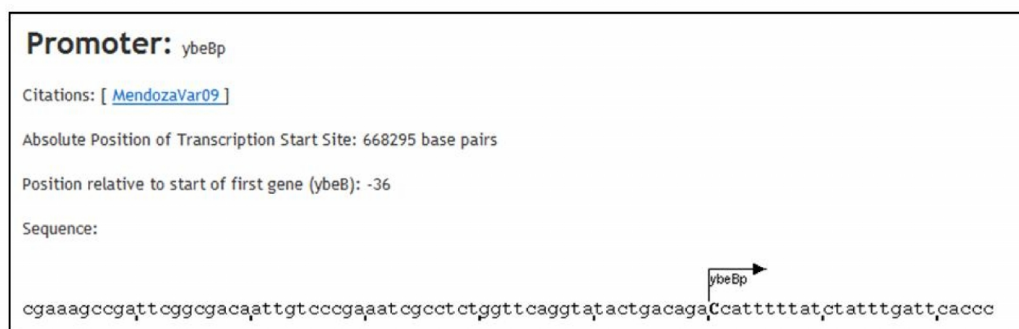 Promoter: ybeBp
Citations: [ MendozaVar09 ]
Absolute Position of Transcription Start Site: 668295 base pairs
Position relative to start of first gene (ybeB): -36
Sequence:
ybeBp
cgaaagccgattcggcgacaattgtcccgaaatcgcctctggttcaggtatactgacagaCcatttttatctatttgattcaccc